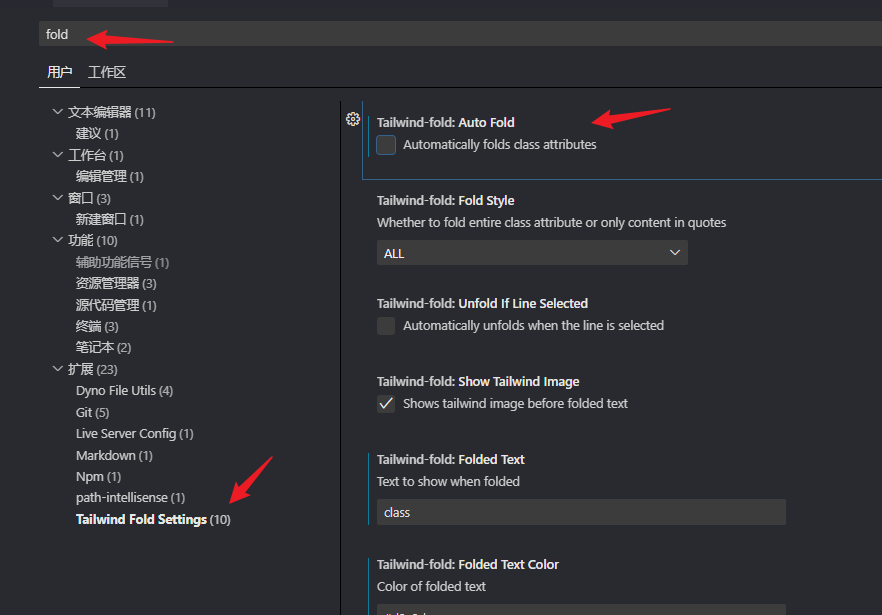 fold
用户 工作区
文本编辑器 (11)
建议 (1)
工作台 (1)
编辑管理 (1)
窗口 (3)
新建窗口 (1)
功能 (10)
辅助功能信号 (1)
资源管理器 (3)
源代码管理 (1)
终端 (3)
笔记本 (2)
扩展 (23)
Dyno File Utils (4)
Git (5)
Live Server Config (1)
Markdown (1)
Npm (1)
path-intellisense (1)
Tailwind Fold Settings (10)
Tailwind-fold: Auto Fold
Automatically folds class attributes
Tailwind-fold: Fold Style
Whether to fold entire class attribute or only content in quotes
ALL
Tailwind-fold: Unfold If Line Selected
Automatically unfolds when the line is selected
Tailwind-fold: Show Tailwind Image
Shows tailwind image before folded text
Tailwind-fold: Folded Text
Text to show when folded
class
Tailwind-fold: Folded Text Color
Color of folded text